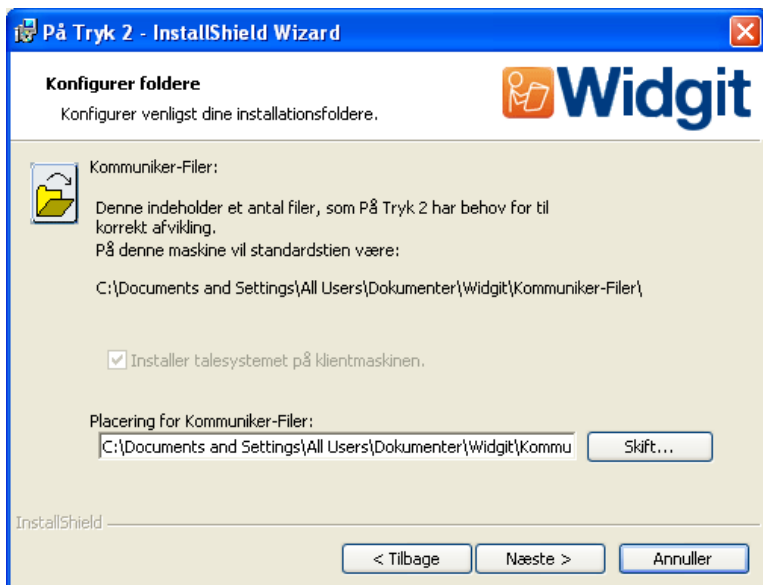 På Tryk 2 - InstallShield Wizard
Konfigurer foldere
Konfigurer venligst dine installationsfoldere.
Widgit
Kommuniker-Filer:
Denne indeholder et antal filer, som På Tryk 2 har behov for til
korrekt afvikling.
På denne maskine vil standardstien være:
C:\Documents and Settings\All Users\Dokumenter\Widgit\Kommuniker-Filer\
Installer talesystemet på klientmaskinen.
Placering for Kommuniker-Filer:
C:\Documents and Settings\All Users\Dokumenter\Widgit\Kommu
Skift...
InstallShield
< Tilbage
Næste >
Annuller